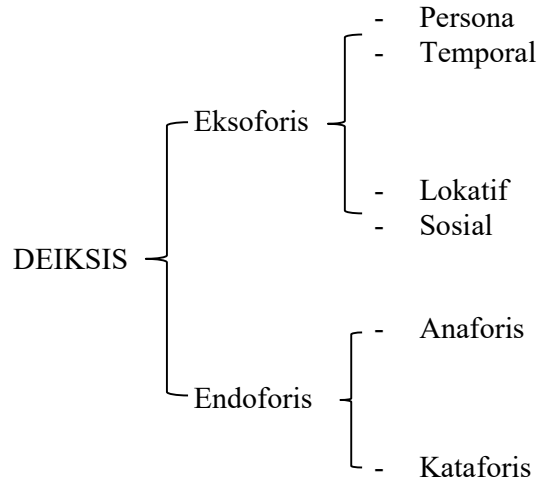 - Persona
- Temporal
Eksoforis
- Lokatif
- Sosial
DEIKSIS
- Anaforis
Endoforis
- Kataforis